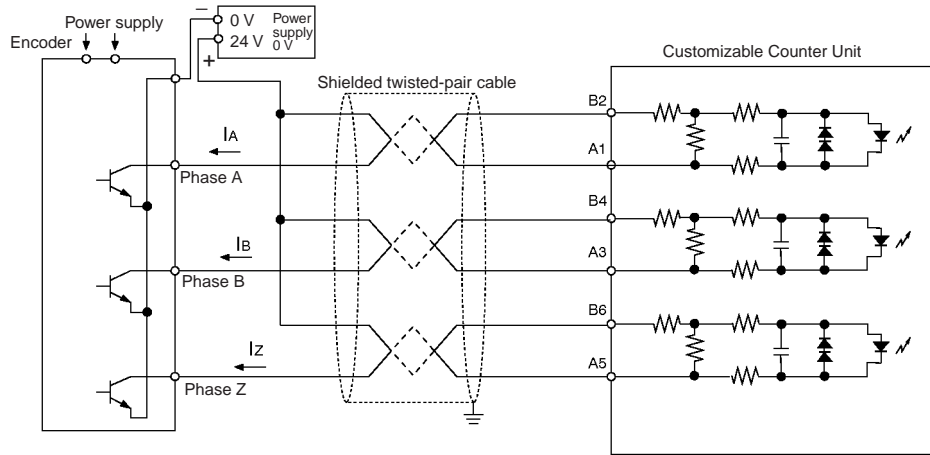 Power supply
Encoder
−
0 V
24 V
Power
supply
0 V
+
Customizable Counter Unit
Shielded twisted-pair cable
IA
Phase A
IB
Phase B
IZ
Phase Z
B2
A1
B4
A3
B6
A5